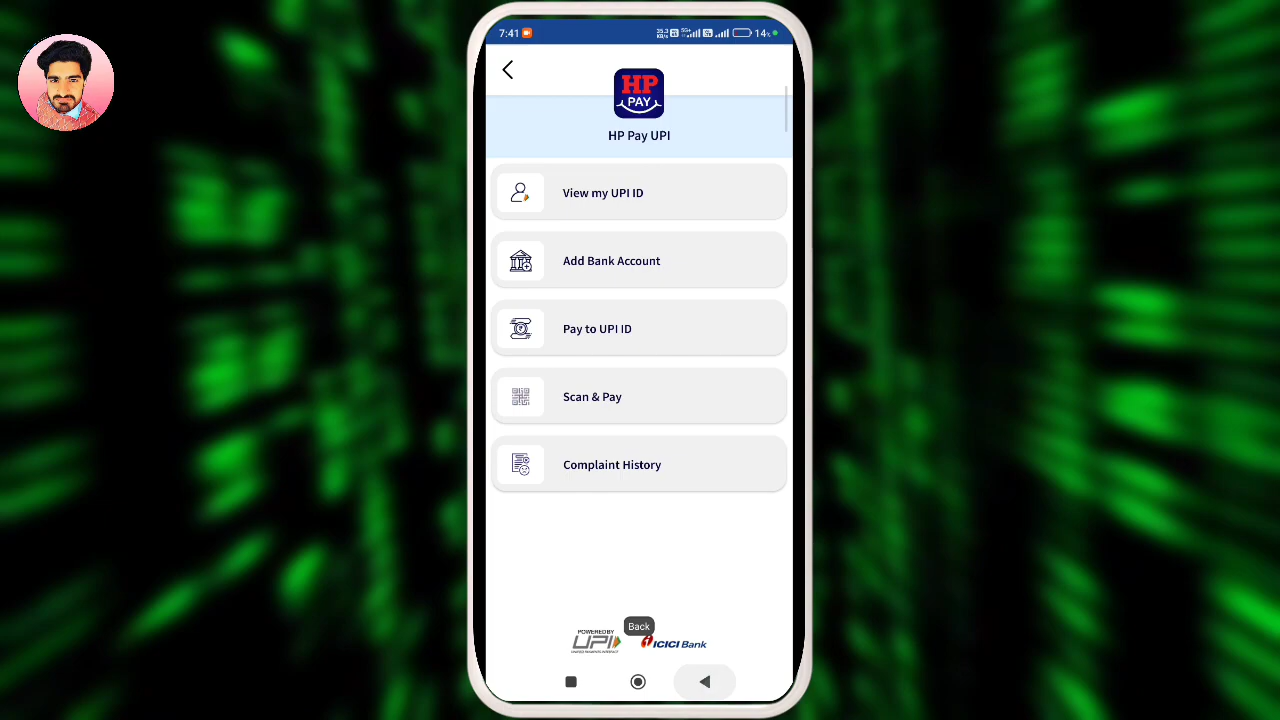 7:41
14%
HP
PAY
HP Pay UPI
View my UPI ID
Add Bank Account
Pay to UPI ID
Scan & Pay
Complaint History
Back
POWERED BY
UPI
UNIFIED PAYMENTS INTERFACE
ICICI Bank